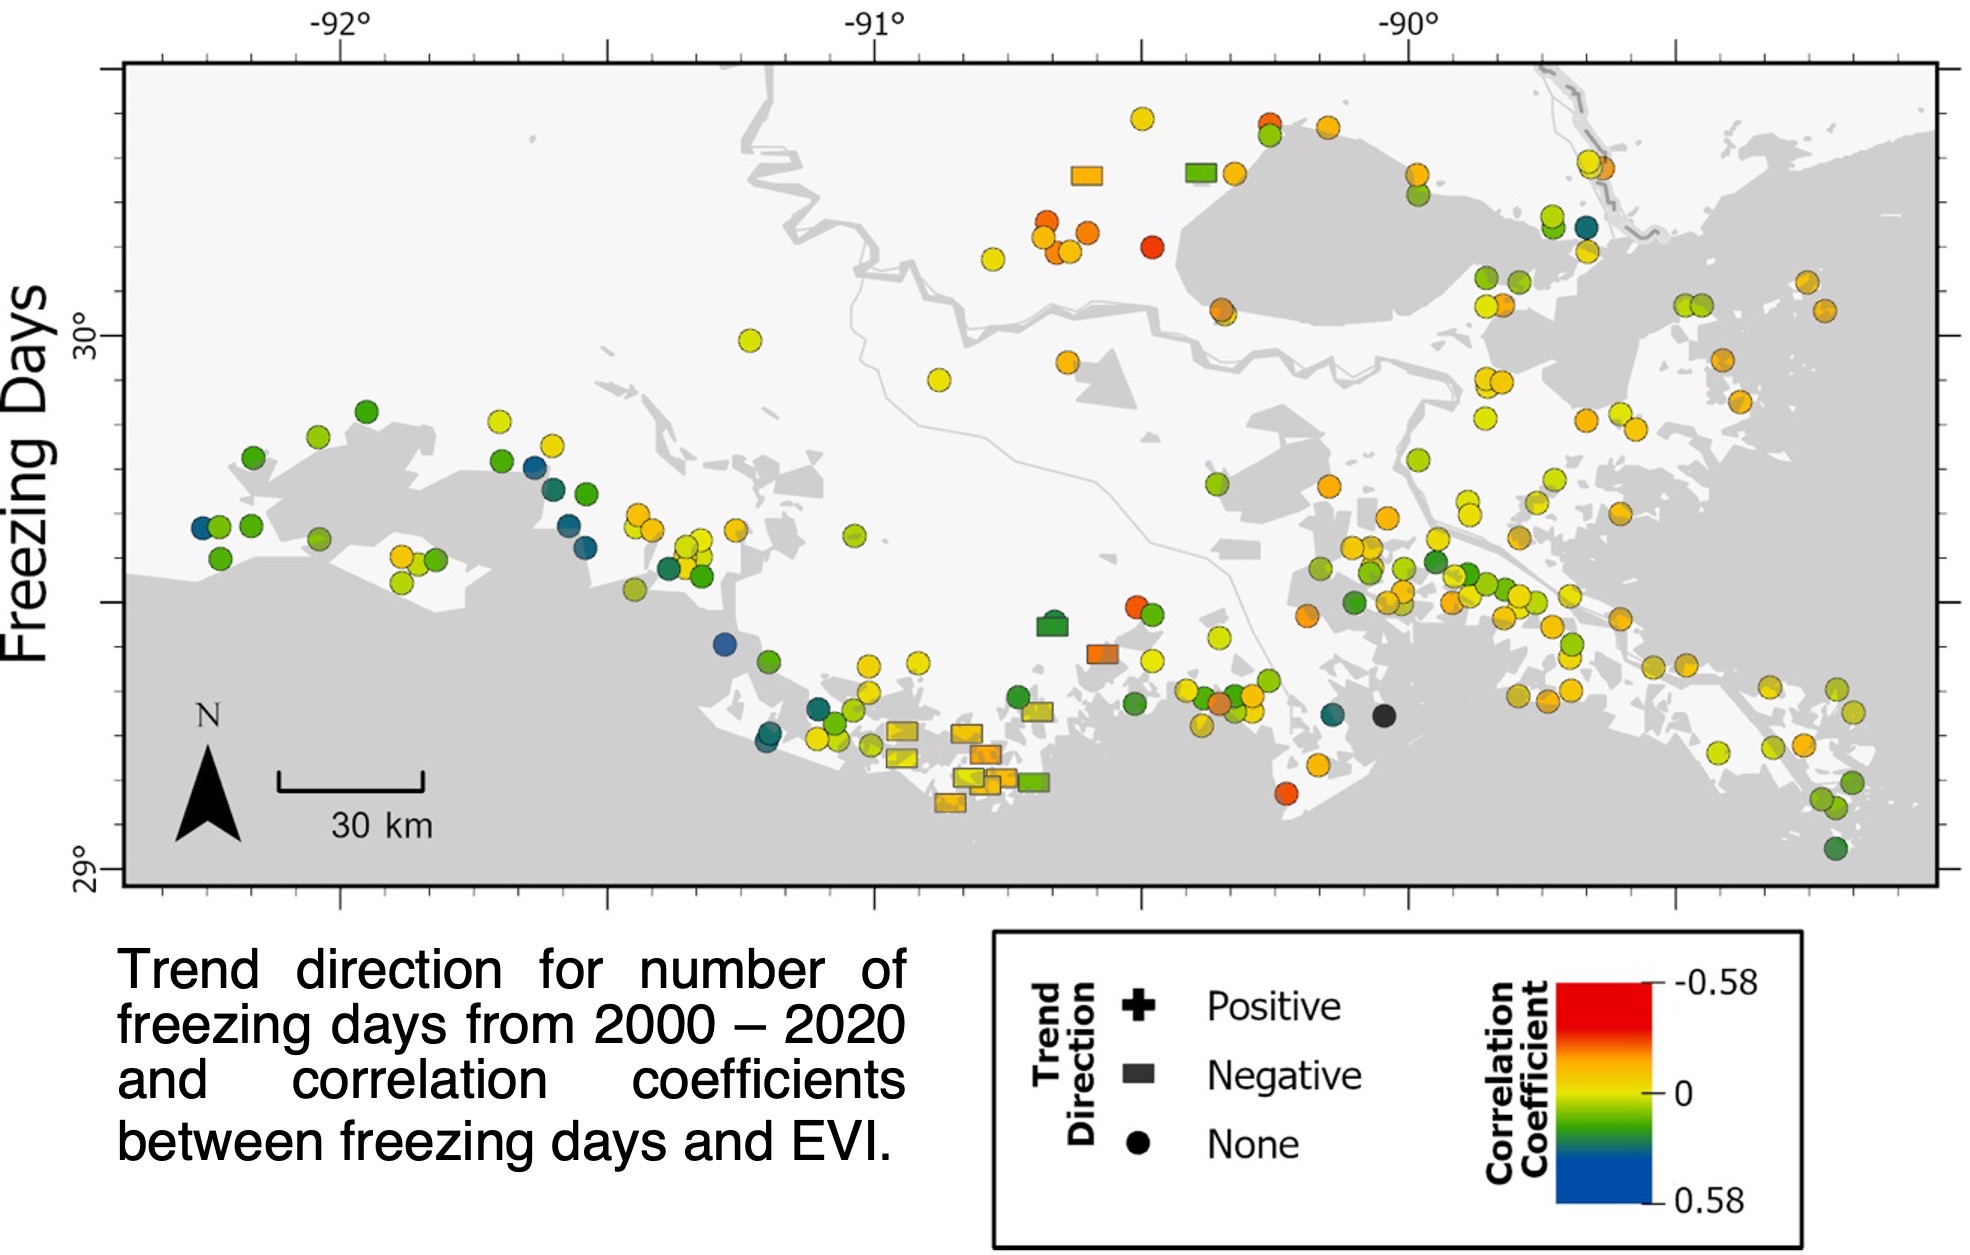 -92° -91° -90°
Freezing Days
30°
29°
N
30 km
Trend direction for number of
freezing days from 2000 – 2020
and correlation coefficients
between freezing days and EVI.
Trend
Direction
Positive
Negative
None
Correlation
Coefficient
-0.58
0
0.58